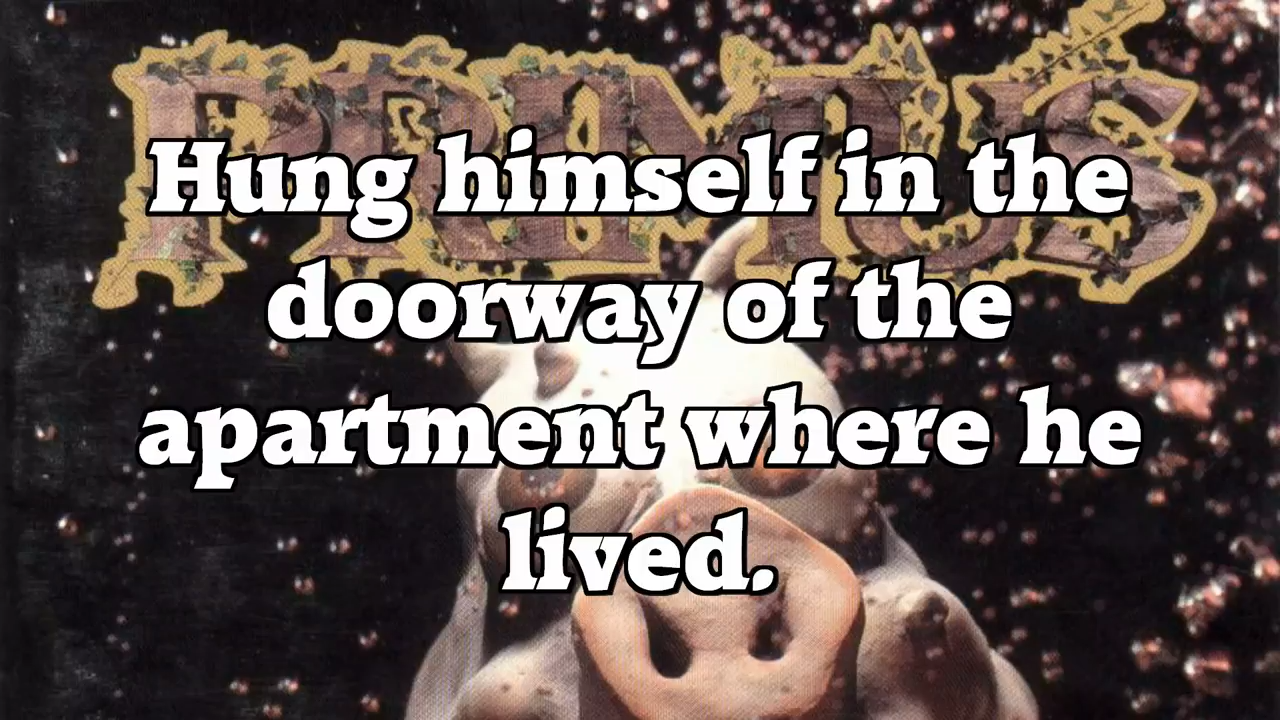 PRIMUS
Hung himself in the
doorway of the
apartment where he
lived.